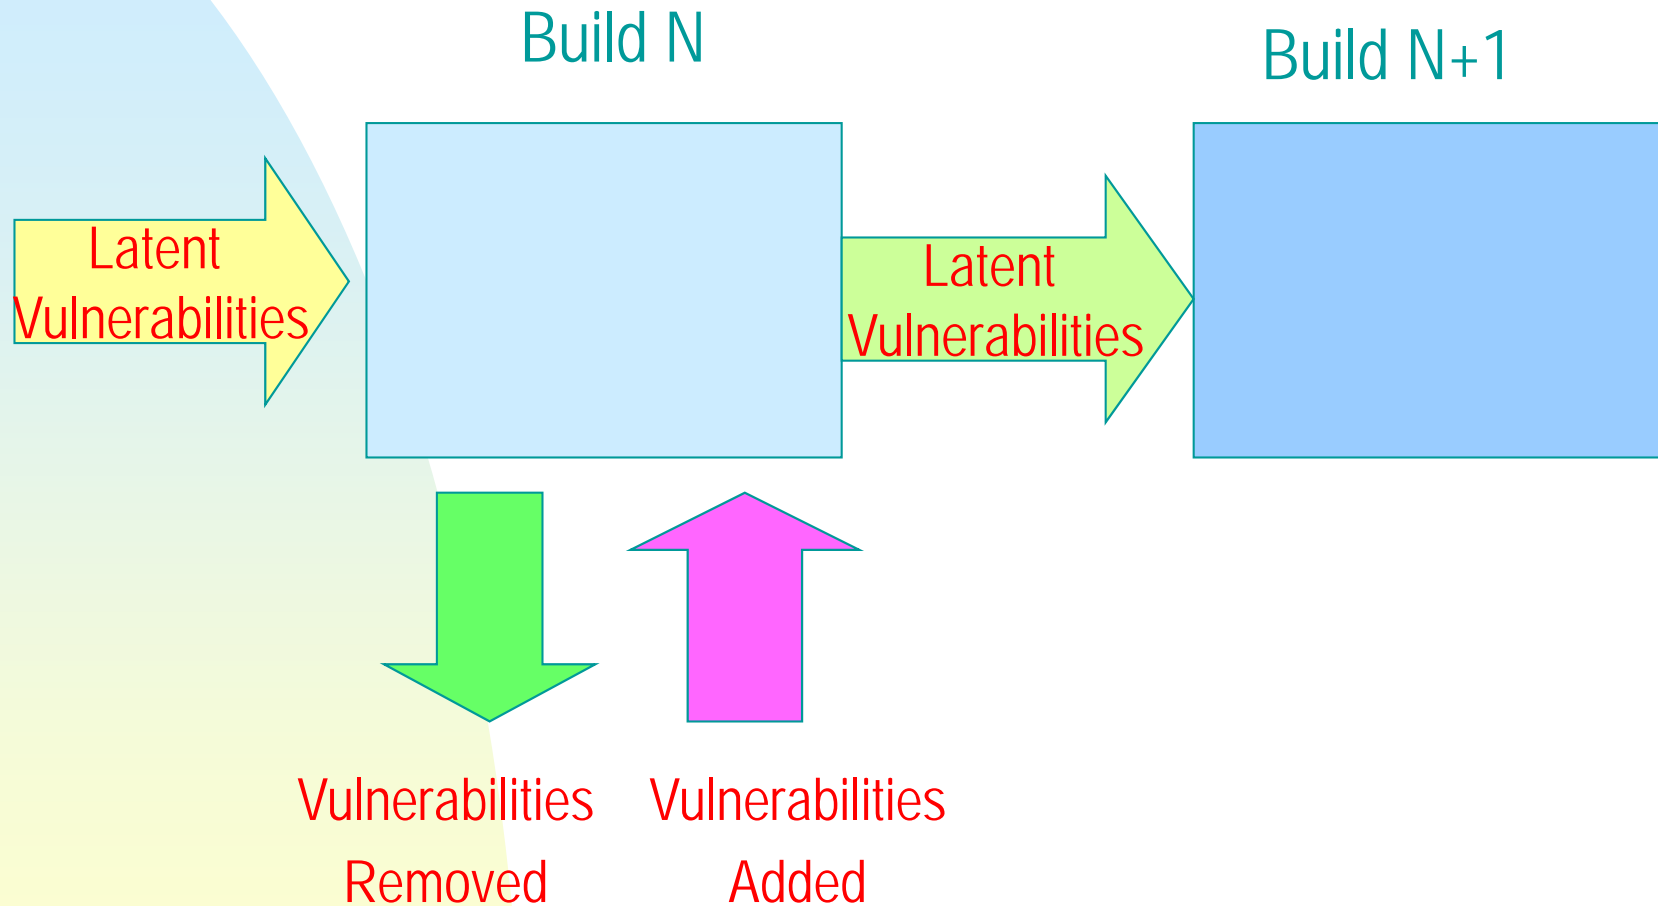 Build N
Build N+1
Latent
Vulnerabilities
Latent
Vulnerabilities
Vulnerabilities
Removed
Vulnerabilities
Added